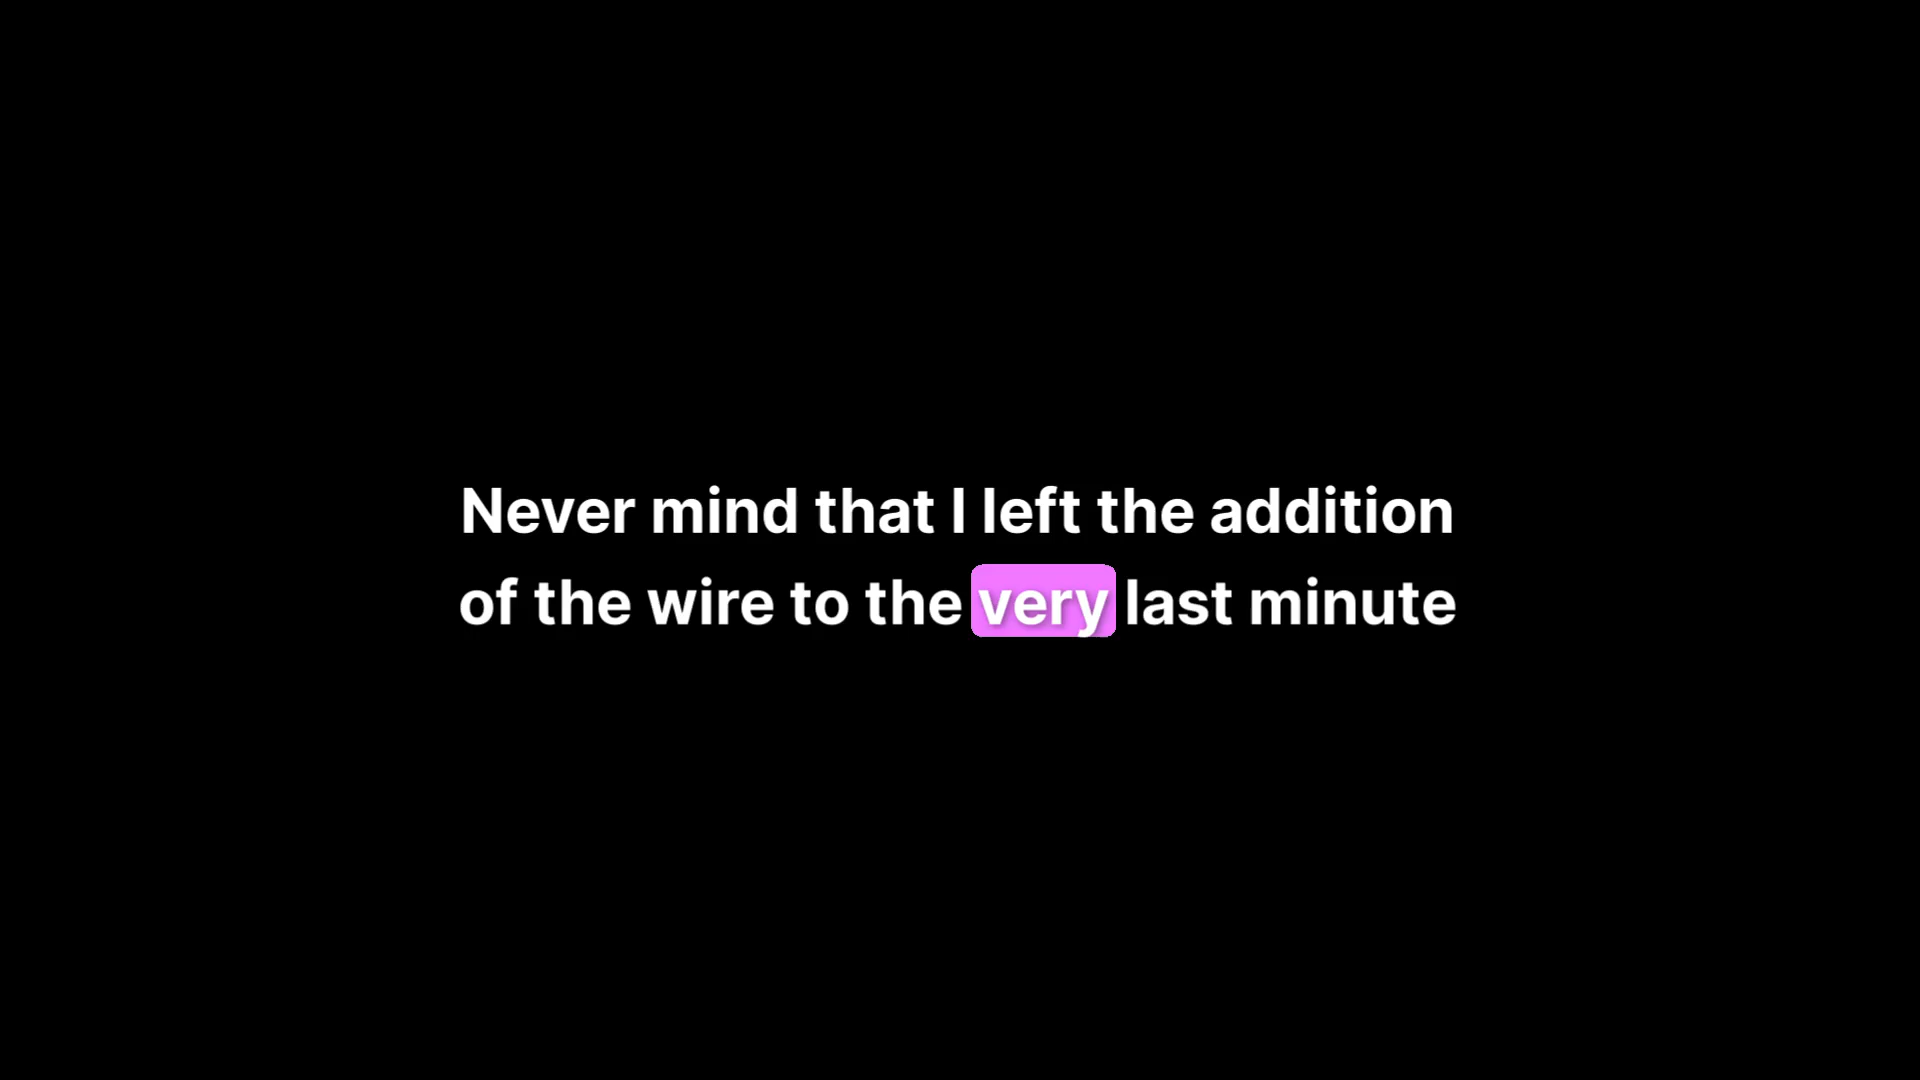 Never mind that I left the addition
of the wire to the very last minute